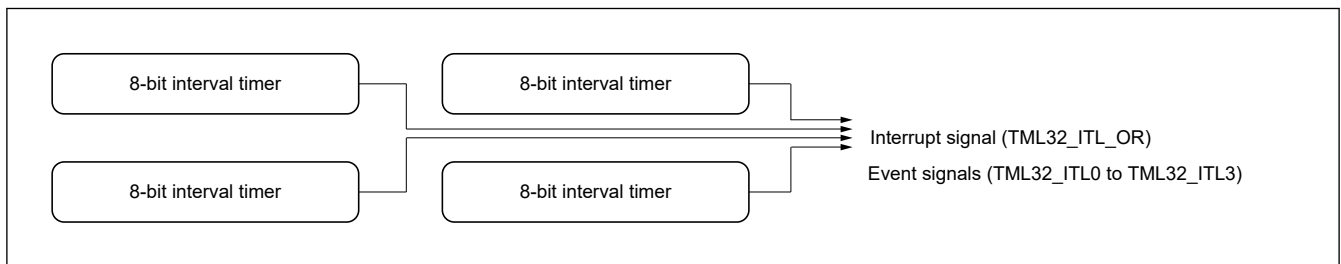 8-bit interval timer
8-bit interval timer
Interrupt signal (TML32_ITL_OR)
Event signals (TML32_ITL0 to TML32_ITL3)
8-bit interval timer
8-bit interval timer